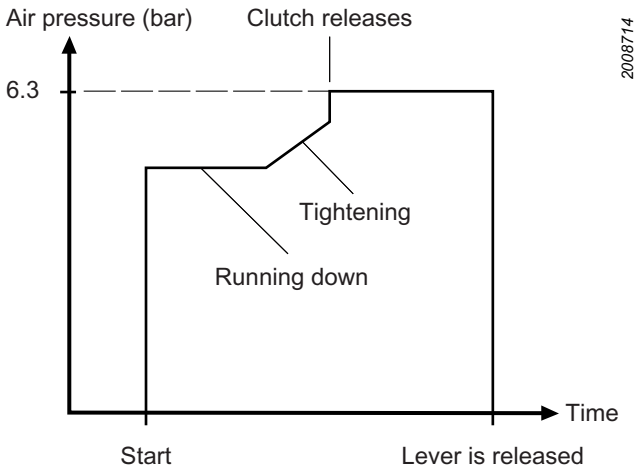 Air pressure (bar)
Clutch releases
2008714
6.3
Tightening
Running down
Time
Start
Lever is released